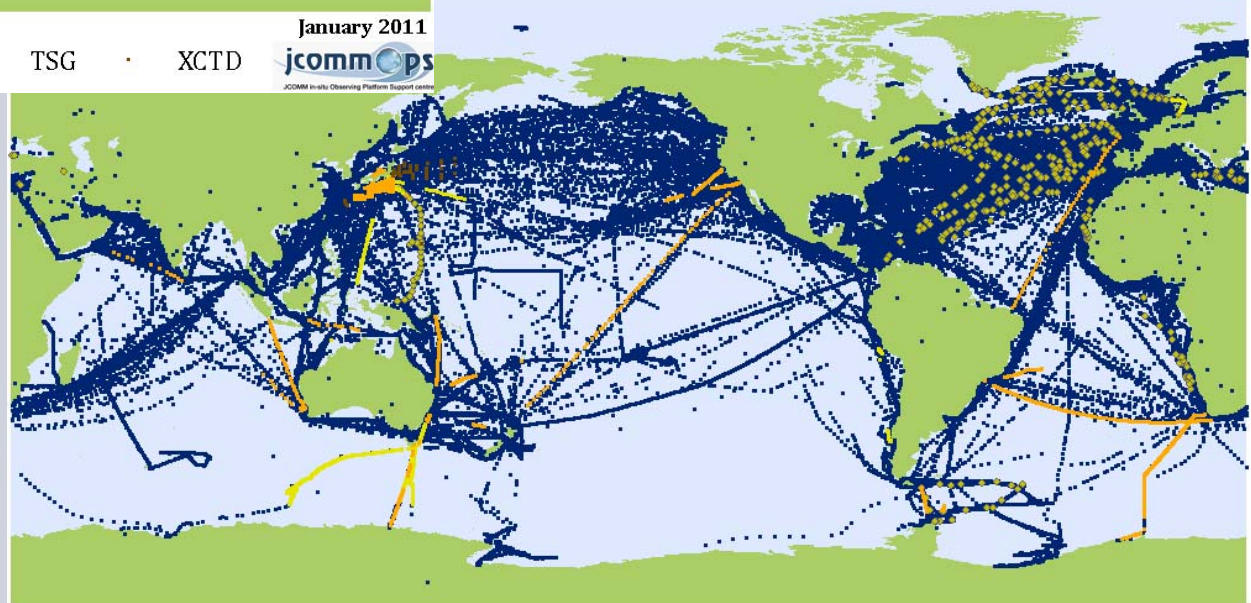 January 2011
TSG XCTD
jcommOps
JCOMM in-situ Observing Platform Support centre